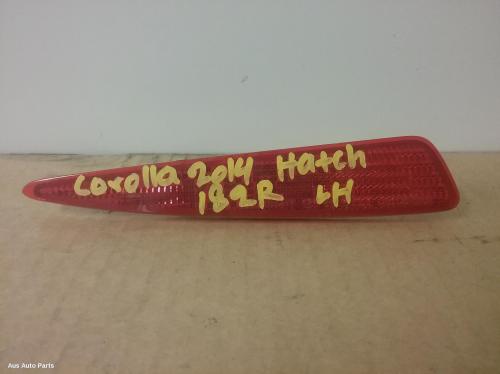 Corolla 2014 Hatch
182R LH
Aus Auto Parts